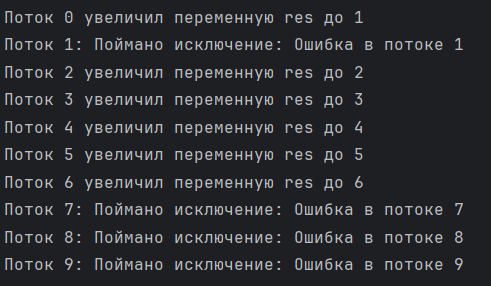 Поток 0 увеличил переменную res до 1
Поток 1: Поймано исключение: Ошибка в потоке 1
Поток 2 увеличил переменную res до 2
Поток 3 увеличил переменную res до 3
Поток 4 увеличил переменную res до 4
Поток 5 увеличил переменную res до 5
Поток 6 увеличил переменную res до 6
Поток 7: Поймано исключение: Ошибка в потоке 7
Поток 8: Поймано исключение: Ошибка в потоке 8
Поток 9: Поймано исключение: Ошибка в потоке 9